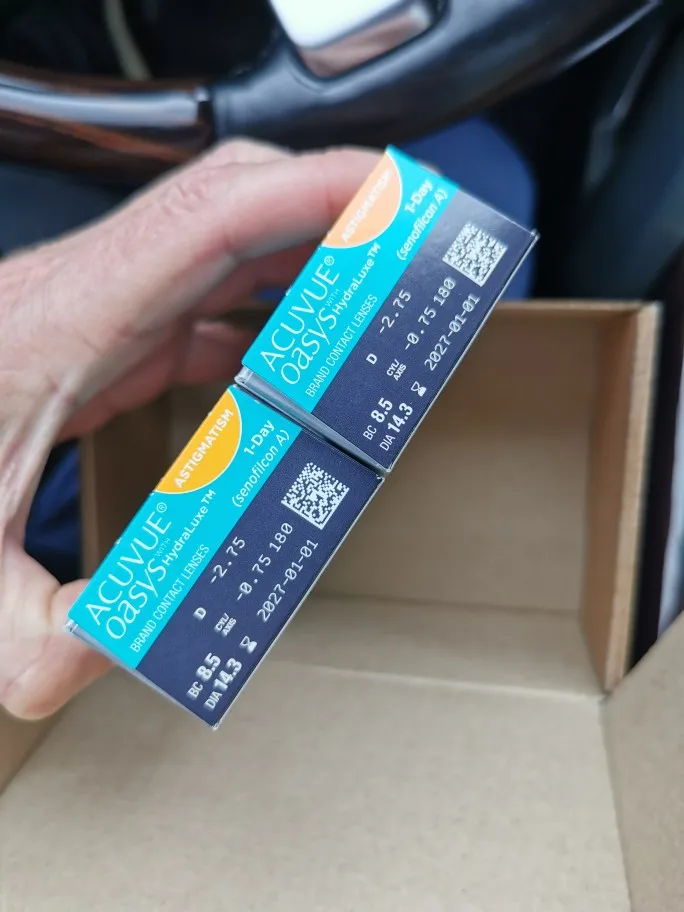 ASTIGMATISM
1-Day
(senofilcon A)
ACUVUE®
OASYS WITH
HydraLuxe™
BRAND CONTACT LENSES
D -2.75
CYL/
AXIS -0.75 180
BC 8.5
DIA 14.3
2027-01-01
ASTIGMATISM
1-Day
(senofilcon A)
ACUVUE®
OASYS WITH
HydraLuxe™
BRAND CONTACT LENSES
D -2.75
CYL/
AXIS -0.75 180
BC 8.5
DIA 14.3
2027-01-01